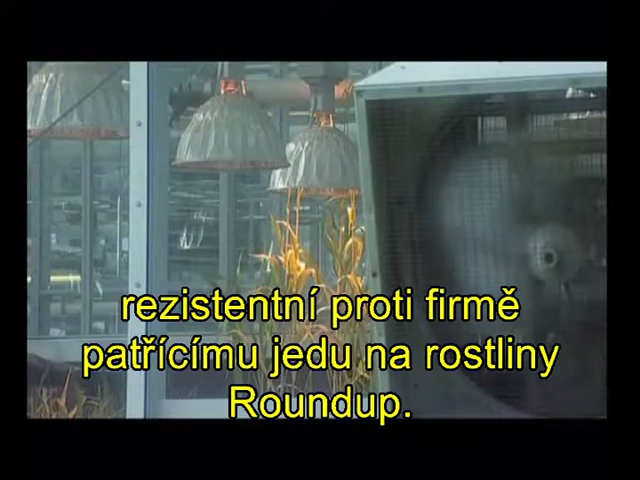 rezistentní proti firmě
patřícímu jedu na rostliny
Roundup.